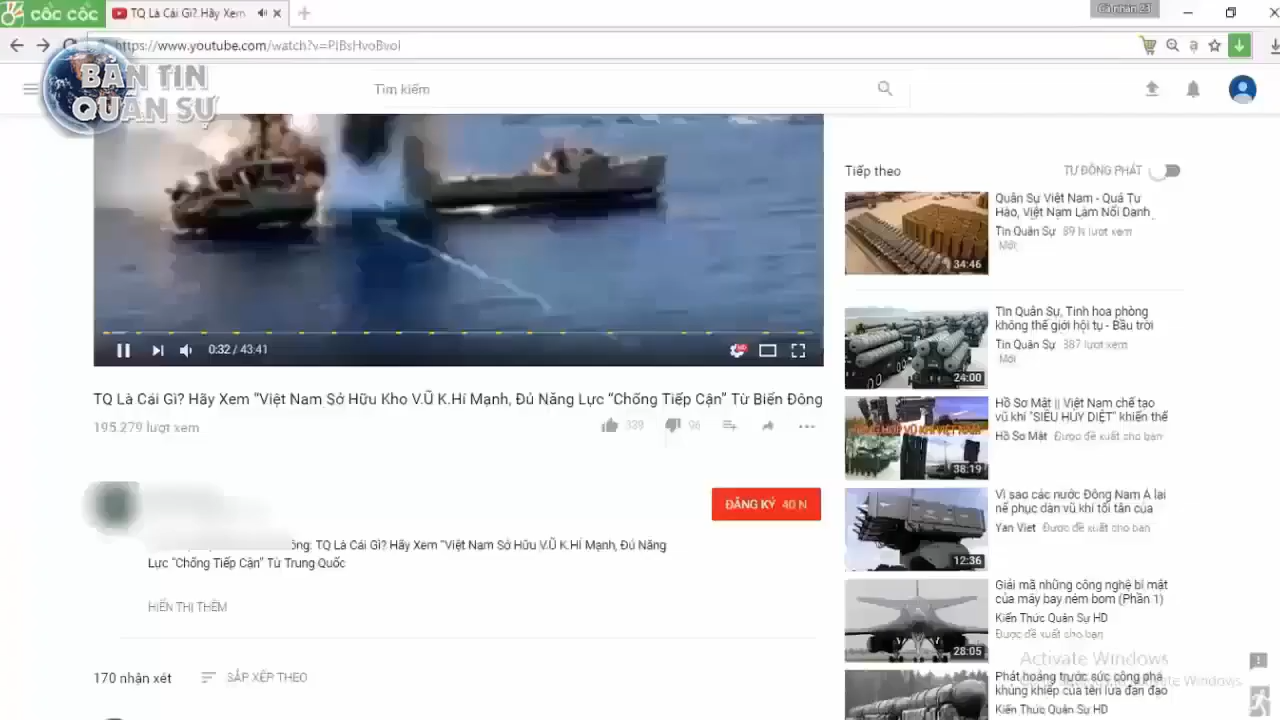 cốc cốc
TQ Là Cái Gì? Hãy Xem
Cá nhân 21
https://www.youtube.com/watch?v=
BẢN TIN
QUÂN SỰ
Tìm kiếm
0:32 / 43:41
TQ Là Cái Gì? Hãy Xem "Việt Nam Sở Hữu Kho V.Ũ K.Hí Mạnh, Đủ Năng Lực "Chống Tiếp Cận" Từ Biển Đông
195.279 lượt xem
339
96
ĐĂNG KÝ 40 N
TQ Là Cái Gì? Hãy Xem "Việt Nam Sở Hữu V.Ũ K.Hí Mạnh, Đủ Năng
Lực "Chống Tiếp Cận" Từ Trung Quốc
HIỂN THỊ THÊM
170 nhận xét
SẮP XẾP THEO
Tiếp theo
TỰ ĐỘNG PHÁT
Quân Sự Việt Nam - Quá Tự
Hào, Việt Nam Làm Nổi Danh
Tin Quân Sự 89 N lượt xem
Mới
34:46
Tin Quân Sự, Tinh hoa phòng
không thế giới hội tụ - Bầu trời
Tin Quân Sự 387 lượt xem
Mới
24:00
Hồ Sơ Mật || Việt Nam chế tạo
vũ khí "SIÊU HỦY DIỆT" khiến thế
Hồ Sơ Mật Được đề xuất cho bạn
38:19
Vì sao các nước Đông Nam Á lại
nể phục dàn vũ khí tối tân của
Yan Viet Được đề xuất cho bạn
12:36
Giải mã những công nghệ bí mật
của máy bay ném bom (Phần 1)
Kiến Thức Quân Sự HD
Được đề xuất cho bạn
28:05
Phát hoảng trước sức công phá
khủng khiếp của tên lửa đạn đạo
Kiến Thức Quân Sự HD
Activate Windows